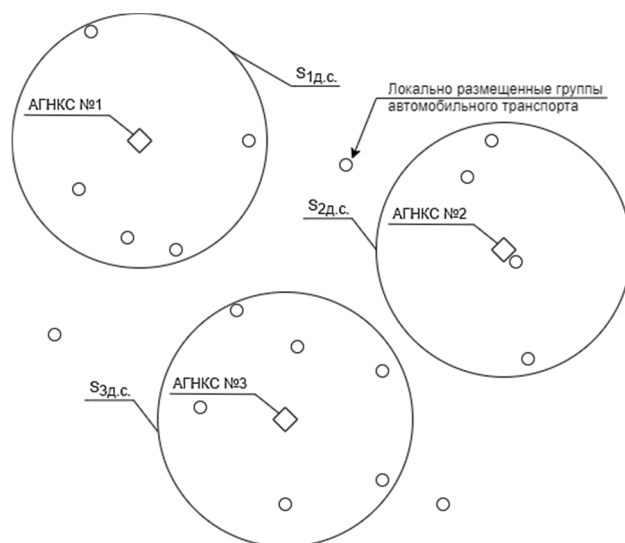 S1д.с.
Локально размещенные группы
автомобильного транспорта
АГНКС №1
S2д.с.
АГНКС №2
S3д.с.
АГНКС №3